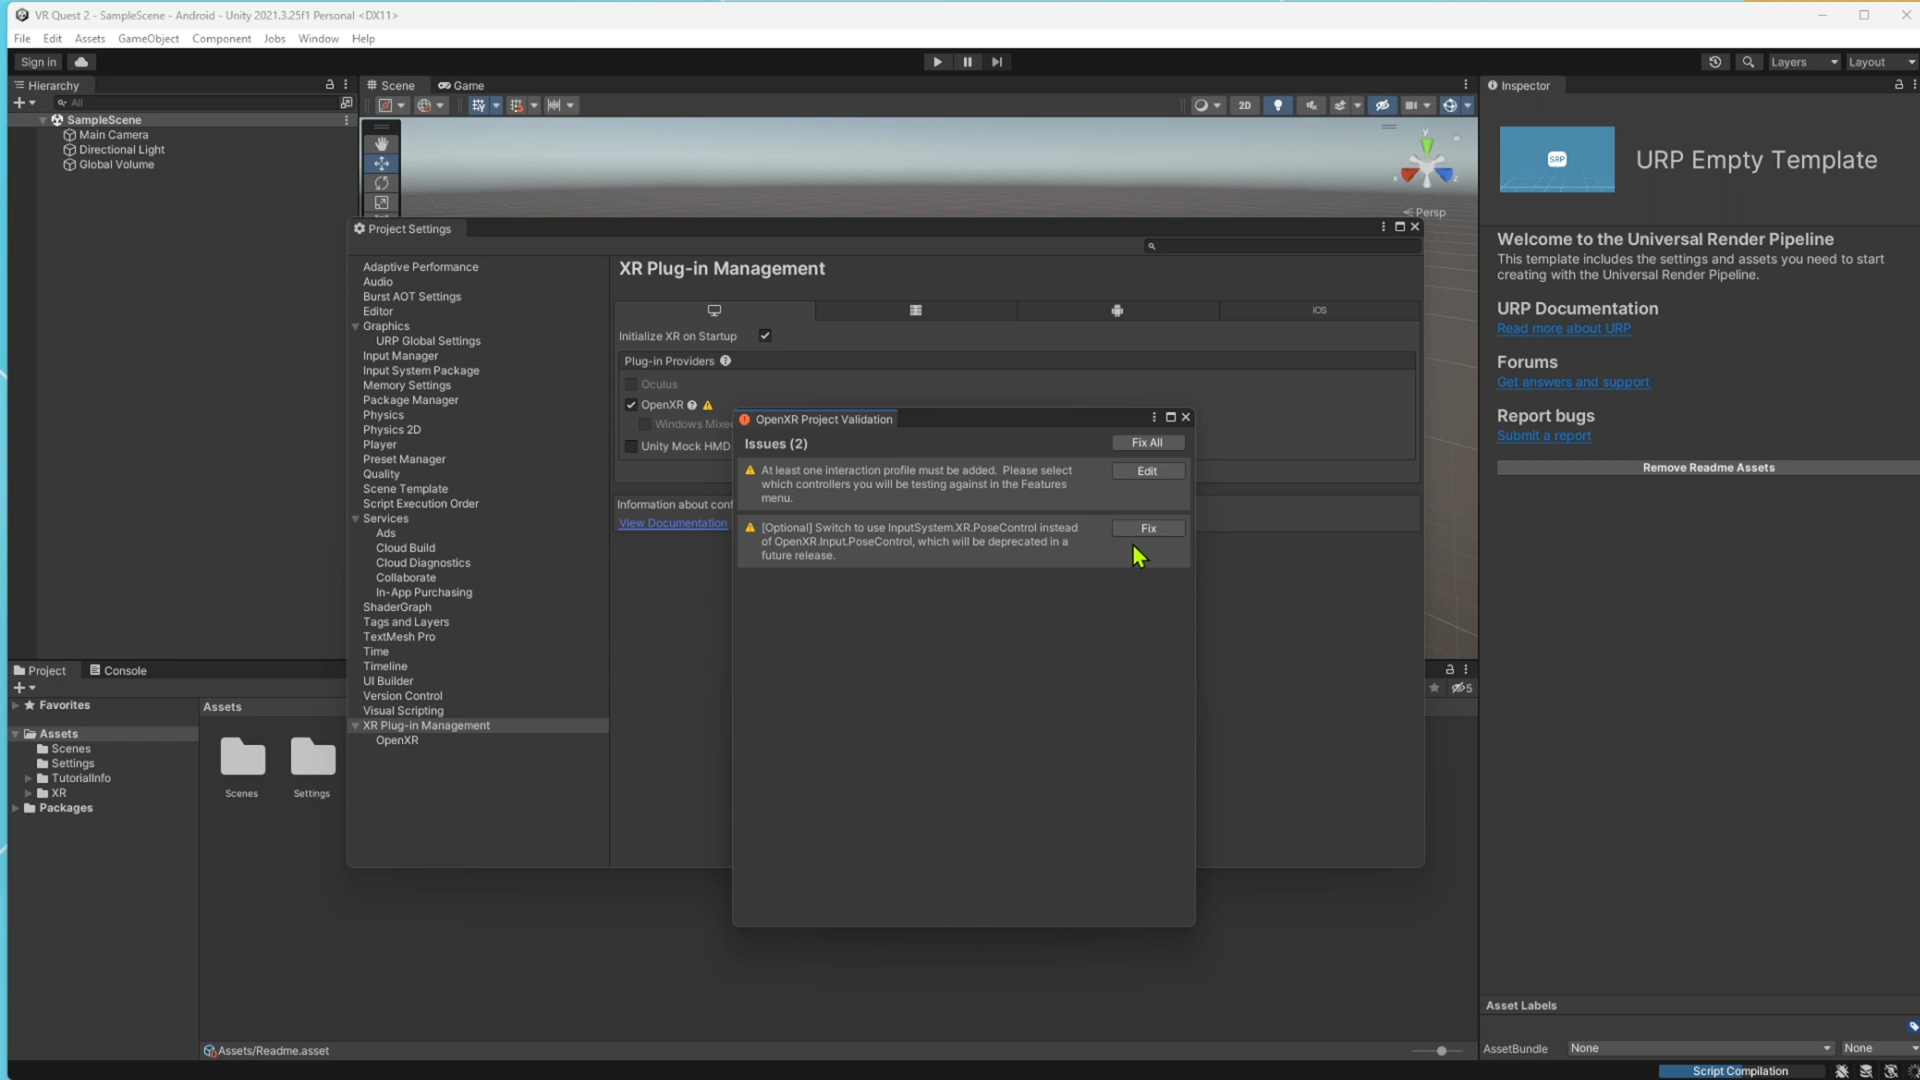 VR Quest 2 - SampleScene - Android - Unity 2021.3.25f1 Personal <DX11>
File Edit Assets GameObject Component Jobs Window Help
Sign in
Layers Layout
Hierarchy
All
SampleScene
Main Camera
Directional Light
Global Volume
Scene Game
2D
y
x z
Persp
Inspector
SRP
URP Empty Template
Welcome to the Universal Render Pipeline
This template includes the settings and assets you need to start
creating with the Universal Render Pipeline.
URP Documentation
Read more about URP
Forums
Get answers and support
Report bugs
Submit a report
Remove Readme Assets
Project Settings
Adaptive Performance
Audio
Burst AOT Settings
Editor
Graphics
URP Global Settings
Input Manager
Input System Package
Memory Settings
Package Manager
Physics
Physics 2D
Player
Preset Manager
Quality
Scene Template
Script Execution Order
Services
Ads
Cloud Build
Cloud Diagnostics
Collaborate
In-App Purchasing
ShaderGraph
Tags and Layers
TextMesh Pro
Time
Timeline
UI Builder
Version Control
Visual Scripting
XR Plug-in Management
OpenXR
XR Plug-in Management
iOS
Initialize XR on Startup
Plug-in Providers
Oculus
OpenXR
Windows Mixe
Unity Mock HMD
Information about con
View Documentation
OpenXR Project Validation
Issues (2)
Fix All
At least one interaction profile must be added. Please select
which controllers you will be testing against in the Features
menu.
Edit
[Optional] Switch to use InputSystem.XR.PoseControl instead
of OpenXR.Input.PoseControl, which will be deprecated in a
future release.
Fix
Project Console
5
Favorites
Assets
Scenes
Settings
TutorialInfo
XR
Packages
Assets
Scenes Settings
Assets/Readme.asset
Asset Labels
AssetBundle None None
Script Compilation